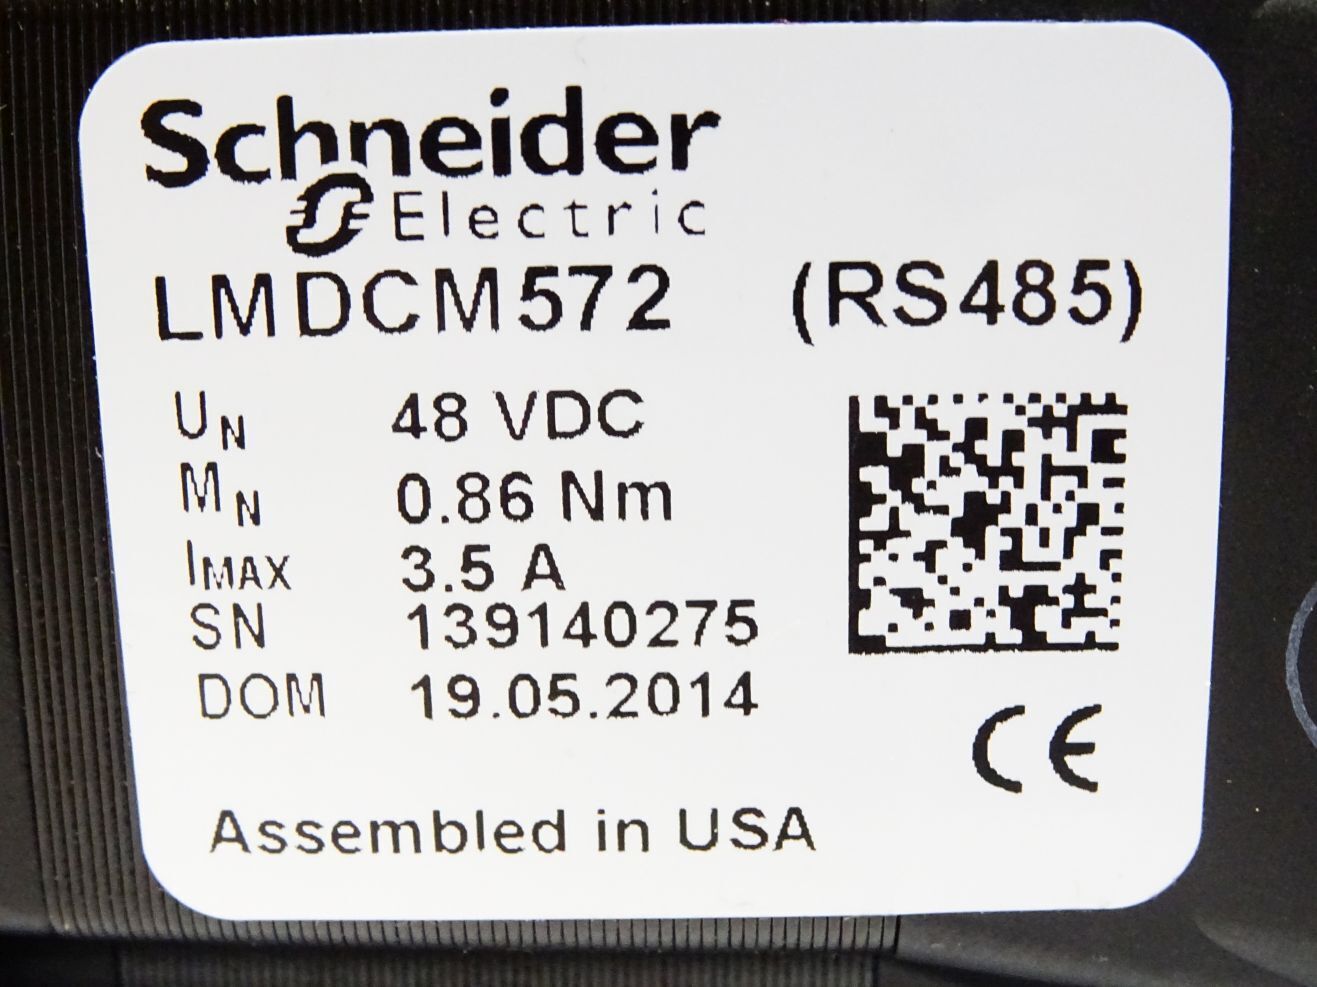 Schneider
Electric
LMDCM572 (RS485)
UN 48 VDC
MN 0.86 Nm
IMAX 3.5 A
SN 139140275
DOM 19.05.2014
CE
Assembled in USA